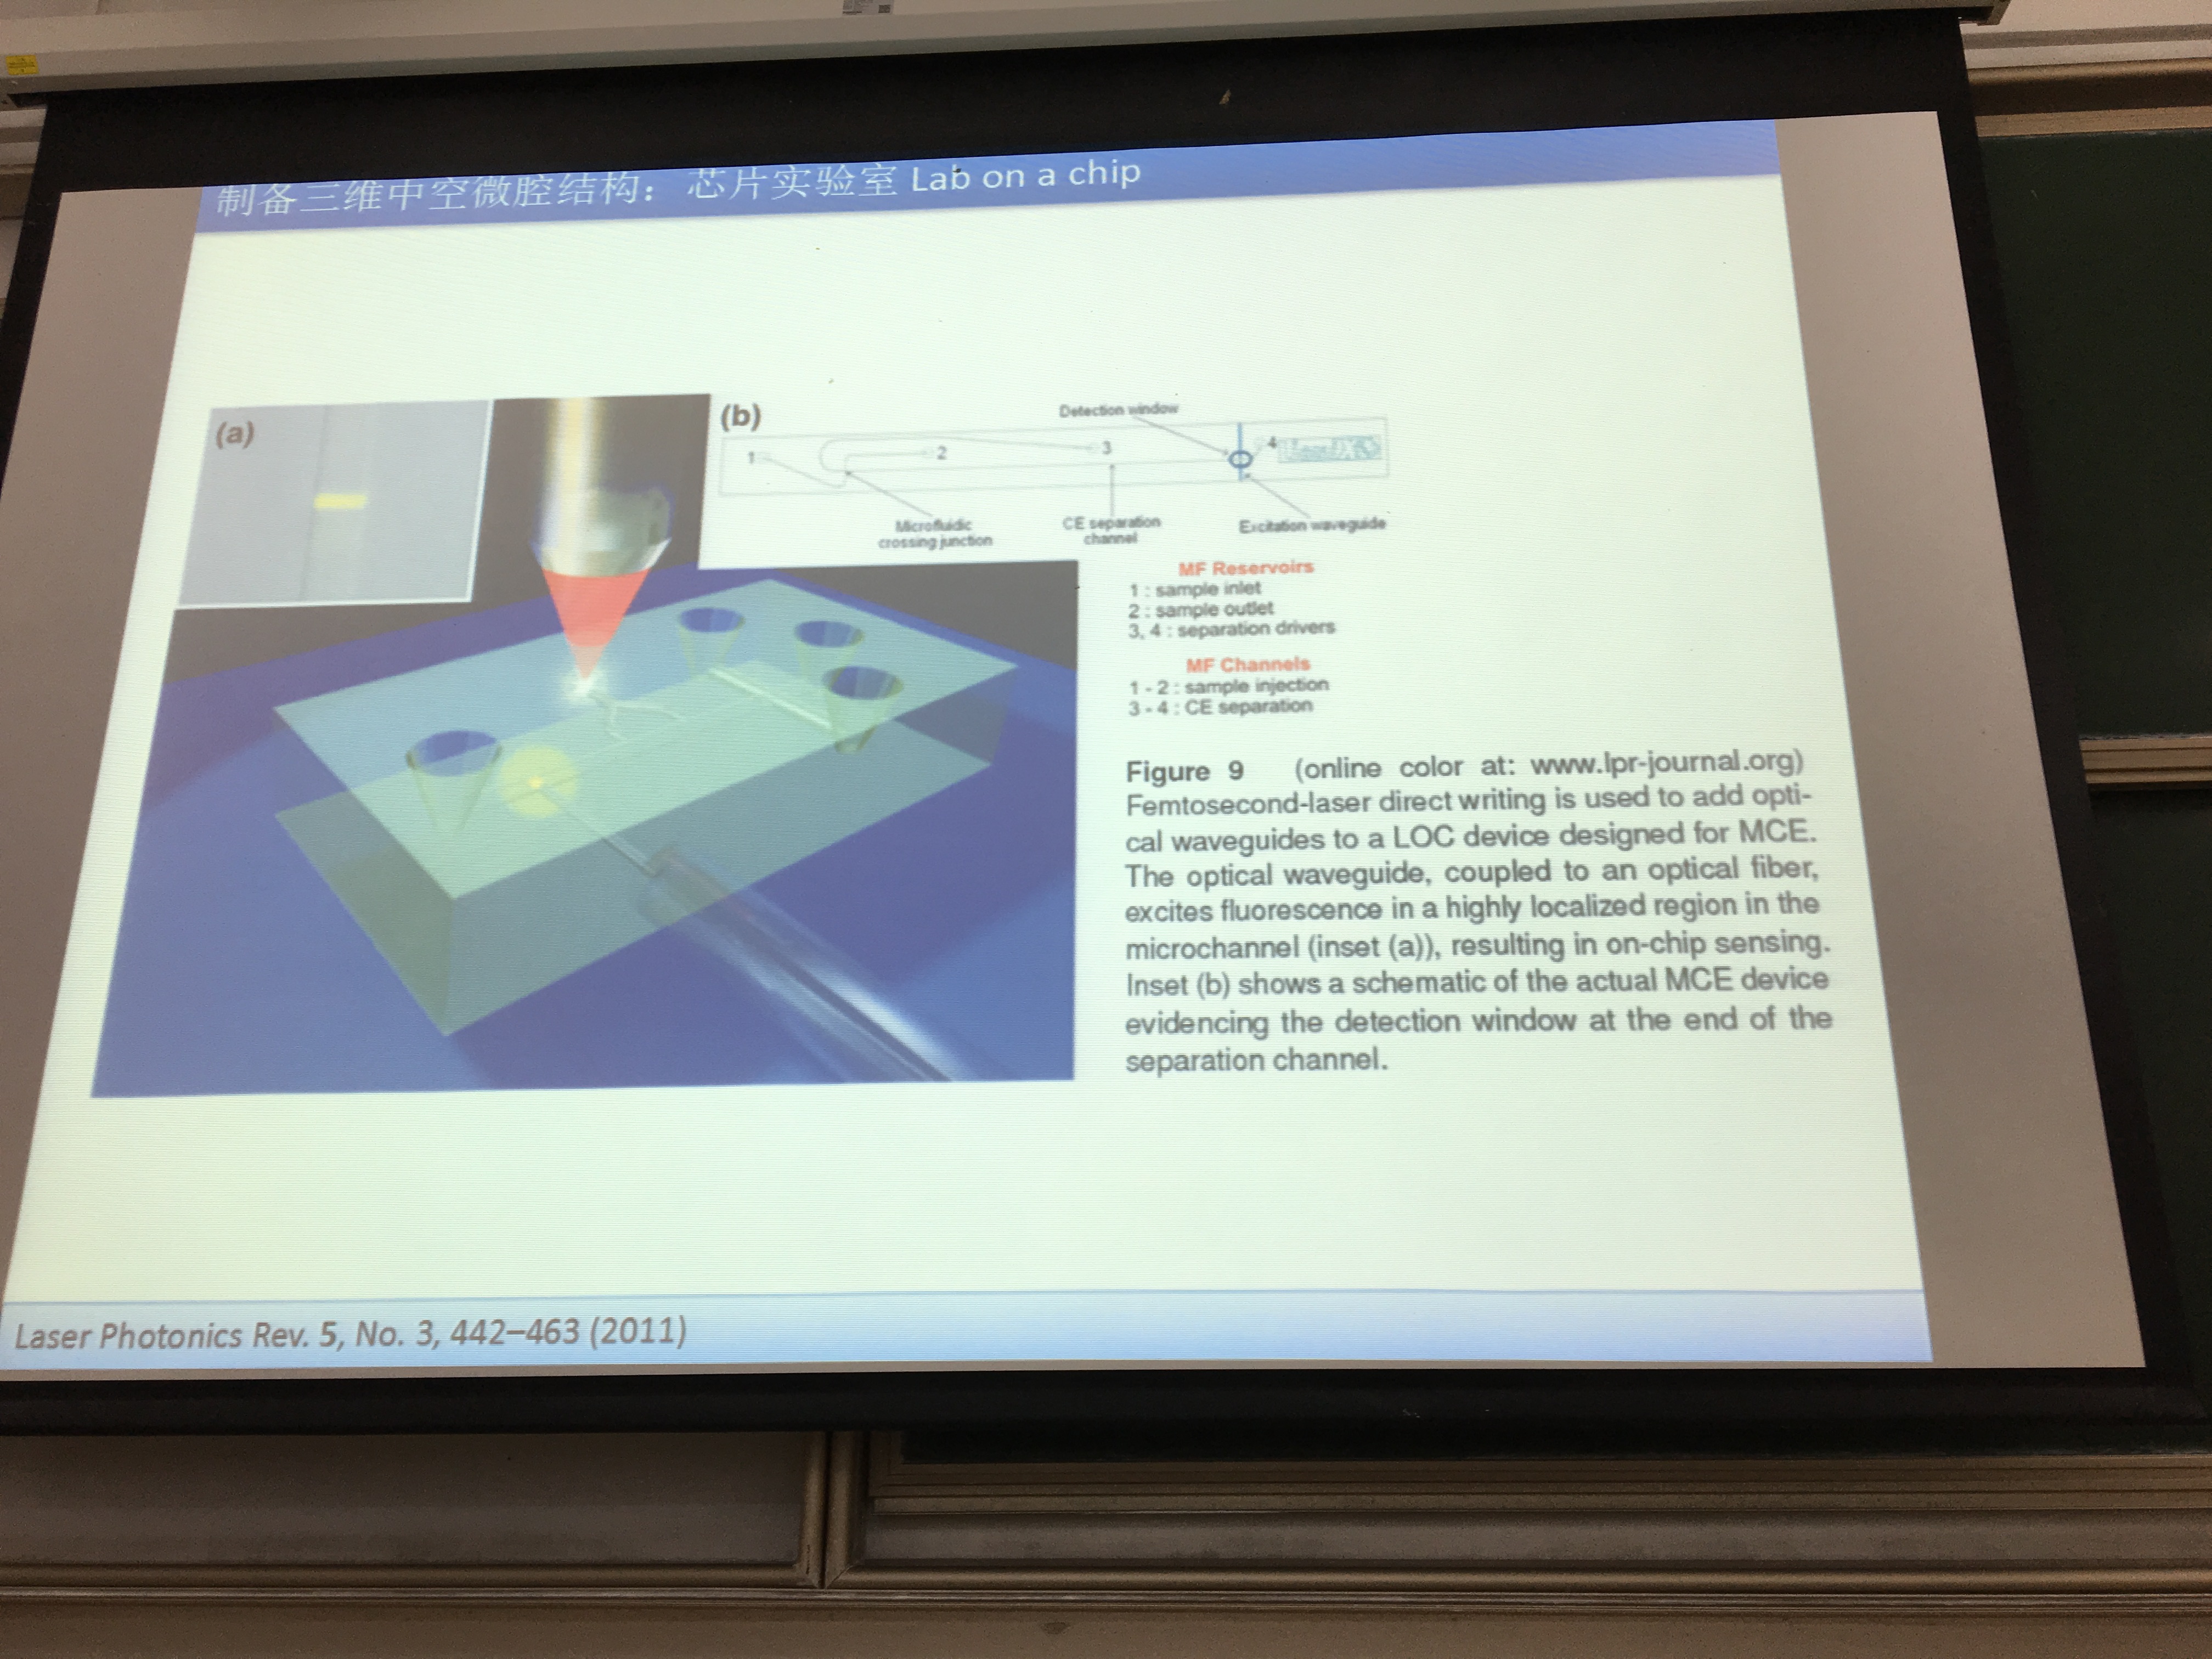 制备三维中空微腔结构：芯片实验室 Lab on a chip
(a)
(b)
Detection window
1
2
3
4
Microfluidic
crossing junction
CE separation
channel
Excitation waveguide
MF Reservoirs
1 : sample inlet
2 : sample outlet
3, 4 : separation drivers
MF Channels
1 - 2 : sample injection
3 - 4 : CE separation
Figure 9 (online color at: www.lpr-journal.org)
Femtosecond-laser direct writing is used to add opti-
cal waveguides to a LOC device designed for MCE.
The optical waveguide, coupled to an optical fiber,
excites fluorescence in a highly localized region in the
microchannel (inset (a)), resulting in on-chip sensing.
Inset (b) shows a schematic of the actual MCE device
evidencing the detection window at the end of the
separation channel.
Laser Photonics Rev. 5, No. 3, 442–463 (2011)